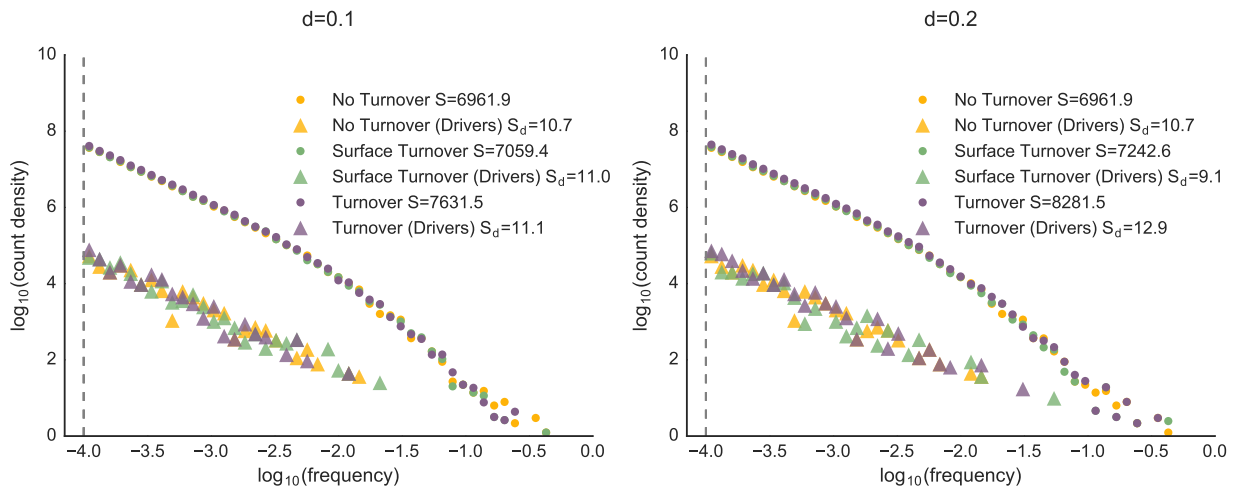 d=0.1
10
8
6
4
2
0
log10(count density)
−4.0 −3.5 −3.0 −2.5 −2.0 −1.5 −1.0 −0.5 0.0
log10(frequency)
No Turnover S=6961.9
No Turnover (Drivers) Sd=10.7
Surface Turnover S=7059.4
Surface Turnover (Drivers) Sd=11.0
Turnover S=7631.5
Turnover (Drivers) Sd=11.1
d=0.2
10
8
6
4
2
0
log10(count density)
−4.0 −3.5 −3.0 −2.5 −2.0 −1.5 −1.0 −0.5 0.0
log10(frequency)
No Turnover S=6961.9
No Turnover (Drivers) Sd=10.7
Surface Turnover S=7242.6
Surface Turnover (Drivers) Sd=9.1
Turnover S=8281.5
Turnover (Drivers) Sd=12.9